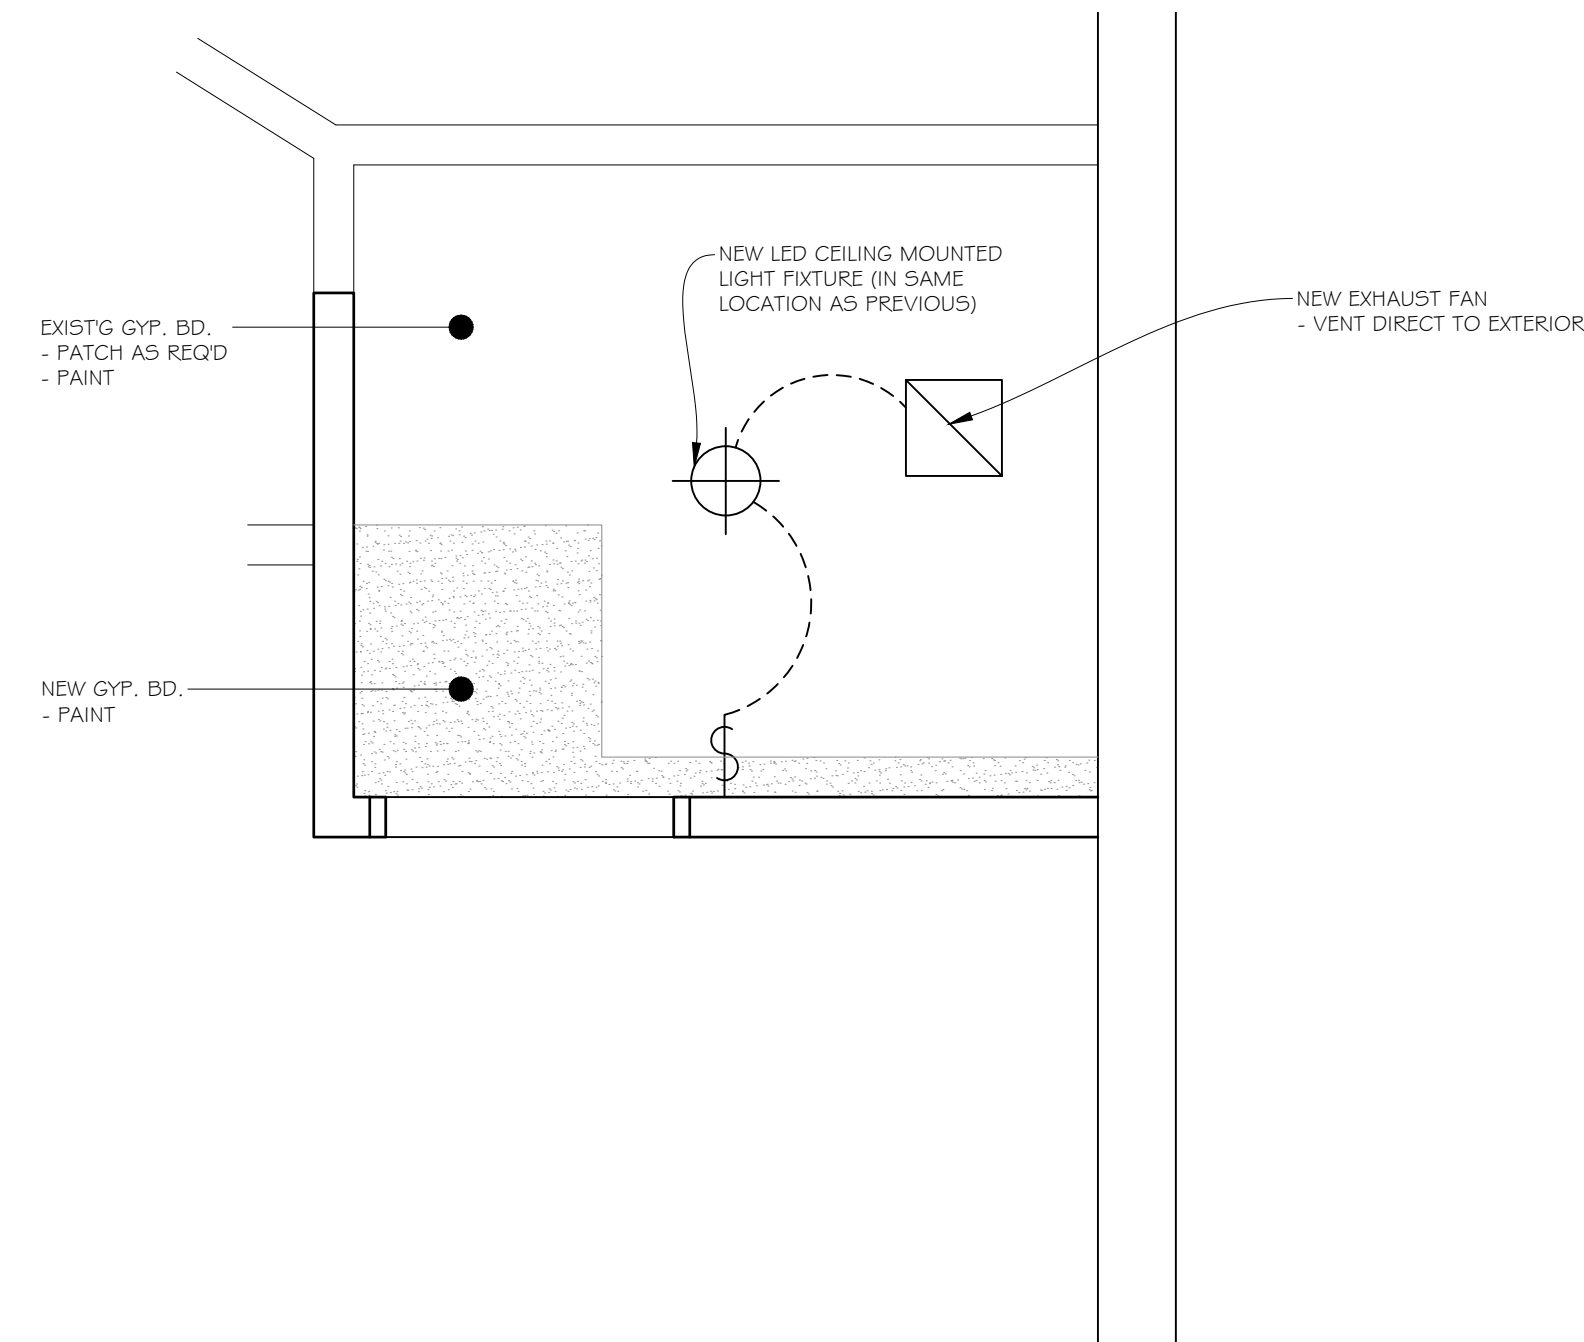 NEW LED CEILING MOUNTED
LIGHT FIXTURE (IN SAME
LOCATION AS PREVIOUS)
NEW EXHAUST FAN
- VENT DIRECT TO EXTERIOR
EXIST'G GYP. BD.
- PATCH AS REQ'D
- PAINT
NEW GYP. BD.
- PAINT